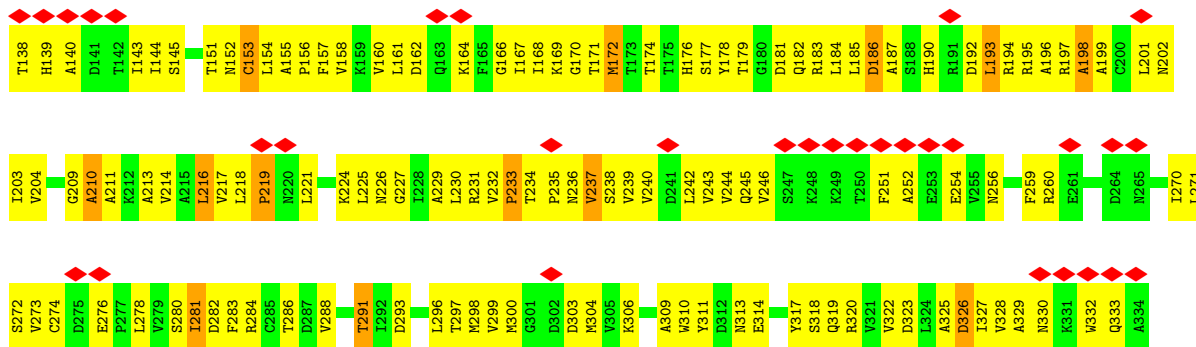 T138 H139 A140 D141 T142 I143 I144 S145 T151 N152 C153 L154 A155 P156 F157 V158 K159 V160 L161 D162 Q163 K164 F165 G166 I167 I168 K169 G170 T171 M172 T173 T174 T175 H176 S177 Y178 T179 G180 D181 Q182 R183 L184 L185 D186 A187 S188 H190 R191 D192 L193 R194 R195 A196 R197 A198 A199 C200 L201 N202
I203 V204 G209 A210 A211 K212 A213 V214 A215 L216 V217 L218 P219 N220 L221 K224 L225 N226 G227 I228 A229 L230 R231 V232 P233 T234 P235 N236 V237 S238 V239 V240 D241 L242 V243 V244 Q245 V246 S247 K248 K249 T250 F251 A252 E253 E254 V255 N256 F259 R260 E261 D264 N265 I270 L271
S272 V273 C274 D275 E276 P277 L278 V279 S280 I281 D282 F283 R284 C285 T286 D287 V288 T291 I292 D293 L296 T297 M298 V299 M300 G301 D302 D303 M304 V305 K306 A309 W310 Y311 D312 N313 E314 Y317 S318 Q319 R320 V321 V322 D323 L324 A325 D326 I327 V328 A329 N330 K331 W332 Q333 A334